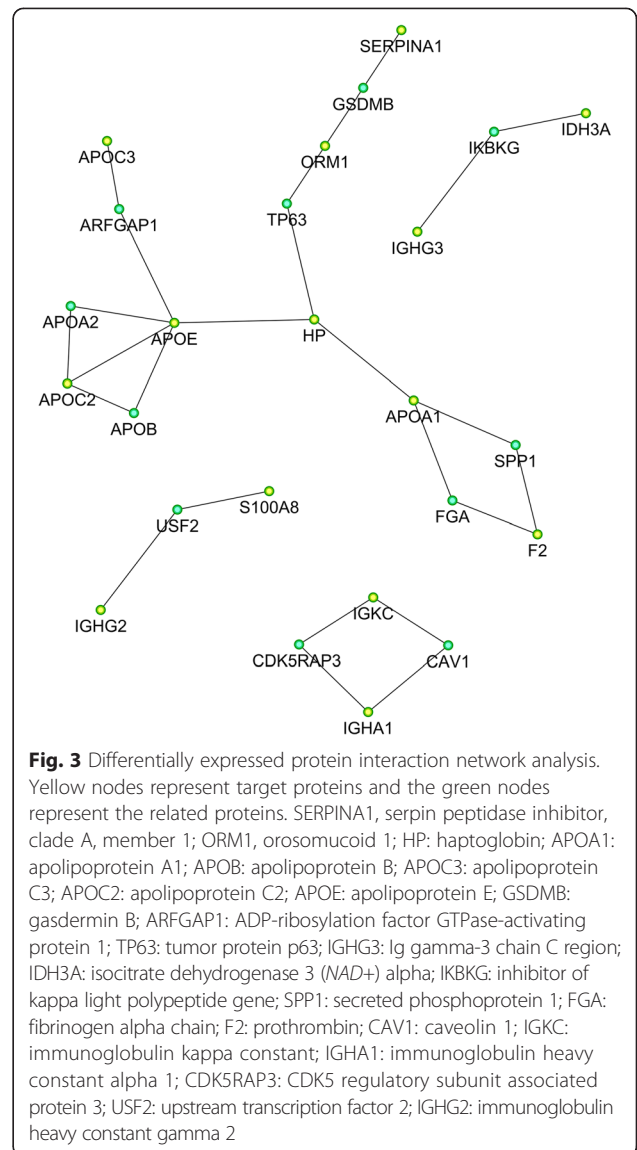 SERPINA1
GSDMB
ORM1
TP63
IKBKG
IDH3A
IGHG3
APOC3
ARFGAP1
APOA2
APOE
HP
APOC2
APOB
APOA1
SPP1
FGA
F2
S100A8
USF2
IGHG2
IGKC
CDK5RAP3
CAV1
IGHA1
Fig. 3 Differentially expressed protein interaction network analysis.
Yellow nodes represent target proteins and the green nodes
represent the related proteins. SERPINA1, serpin peptidase inhibitor,
clade A, member 1; ORM1, orosomucoid 1; HP: haptoglobin; APOA1:
apolipoprotein A1; APOB: apolipoprotein B; APOC3: apolipoprotein
C3; APOC2: apolipoprotein C2; APOE: apolipoprotein E; GSDMB:
gasdermin B; ARFGAP1: ADP-ribosylation factor GTPase-activating
protein 1; TP63: tumor protein p63; IGHG3: Ig gamma-3 chain C region;
IDH3A: isocitrate dehydrogenase 3 (NAD+) alpha; IKBKG: inhibitor of
kappa light polypeptide gene; SPP1: secreted phosphoprotein 1; FGA:
fibrinogen alpha chain; F2: prothrombin; CAV1: caveolin 1; IGKC:
immunoglobulin kappa constant; IGHA1: immunoglobulin heavy
constant alpha 1; CDK5RAP3: CDK5 regulatory subunit associated
protein 3; USF2: upstream transcription factor 2; IGHG2: immunoglobulin
heavy constant gamma 2